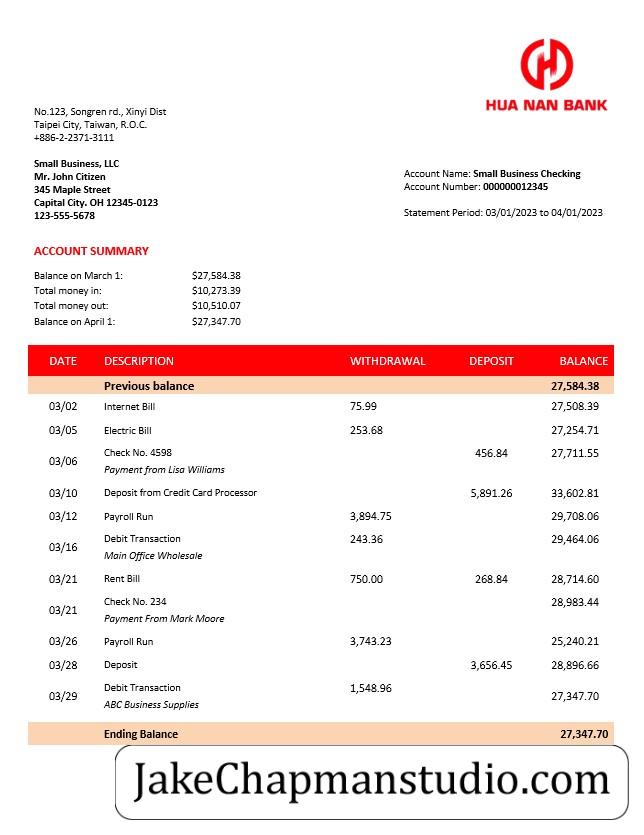 HUA NAN BANK
No.123, Songren rd., Xinyi Dist
Taipei City, Taiwan, R.O.C.
+886-2-2371-3111
Small Business, LLC
Mr. John Citizen
345 Maple Street
Capital City. OH 12345-0123
123-555-5678
Account Name: Small Business Checking
Account Number: 000000012345
Statement Period: 03/01/2023 to 04/01/2023
ACCOUNT SUMMARY
Balance on March 1: $27,584.38
Total money in: $10,273.39
Total money out: $10,510.07
Balance on April 1: $27,347.70
DATE DESCRIPTION WITHDRAWAL DEPOSIT BALANCE
Previous balance 27,584.38
03/02 Internet Bill 75.99 27,508.39
03/05 Electric Bill 253.68 27,254.71
03/06 Check No. 4598 456.84 27,711.55
Payment from Lisa Williams
03/10 Deposit from Credit Card Processor 5,891.26 33,602.81
03/12 Payroll Run 3,894.75 29,708.06
03/16 Debit Transaction 243.36 29,464.06
Main Office Wholesale
03/21 Rent Bill 750.00 268.84 28,714.60
03/21 Check No. 234 28,983.44
Payment From Mark Moore
03/26 Payroll Run 3,743.23 25,240.21
03/28 Deposit 3,656.45 28,896.66
03/29 Debit Transaction 1,548.96 27,347.70
ABC Business Supplies
Ending Balance 27,347.70
JakeChapmanstudio.com